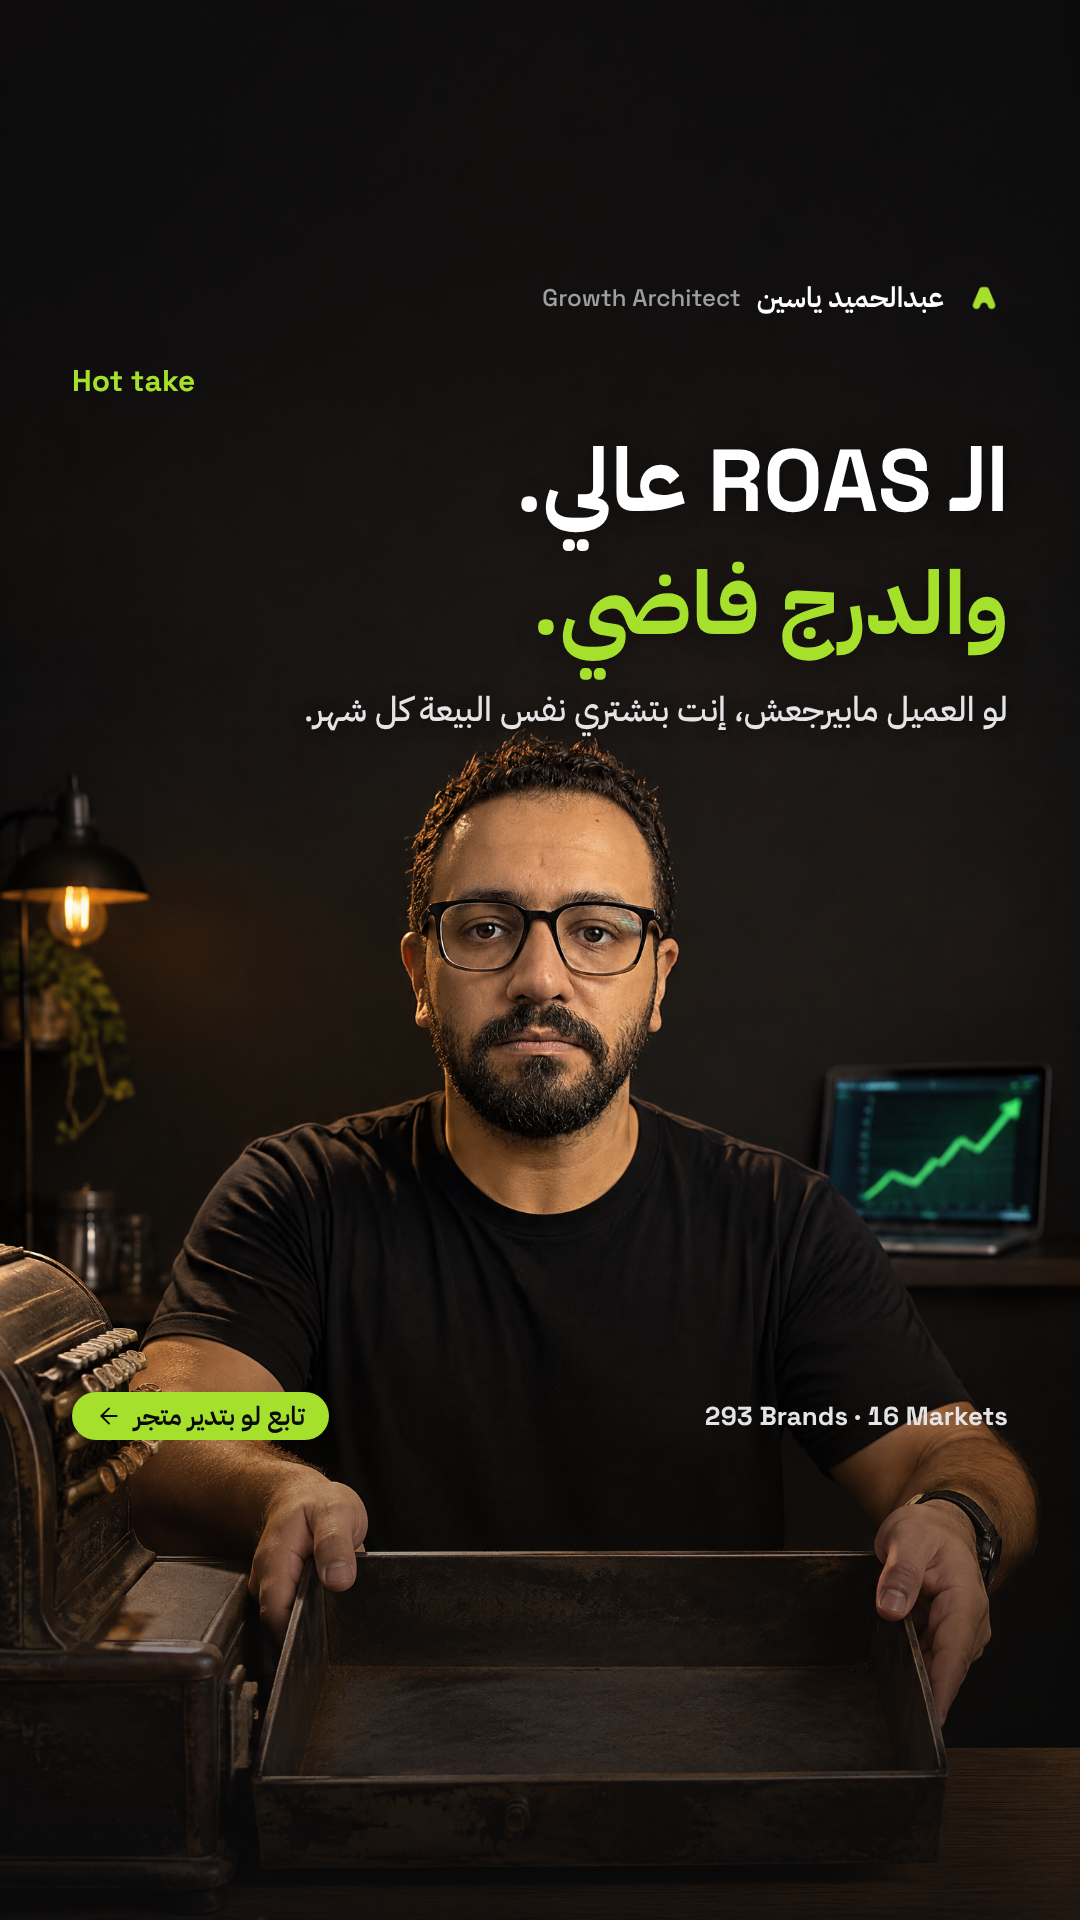 عبدالحميد ياسين Growth Architect
Hot take
الـ ROAS عالي.
والدرج فاضي.
لو العميل مابيرجعش، إنت بتشتري نفس البيعة كل شهر.
293 Brands · 16 Markets
تابع لو بتدير متجر ←